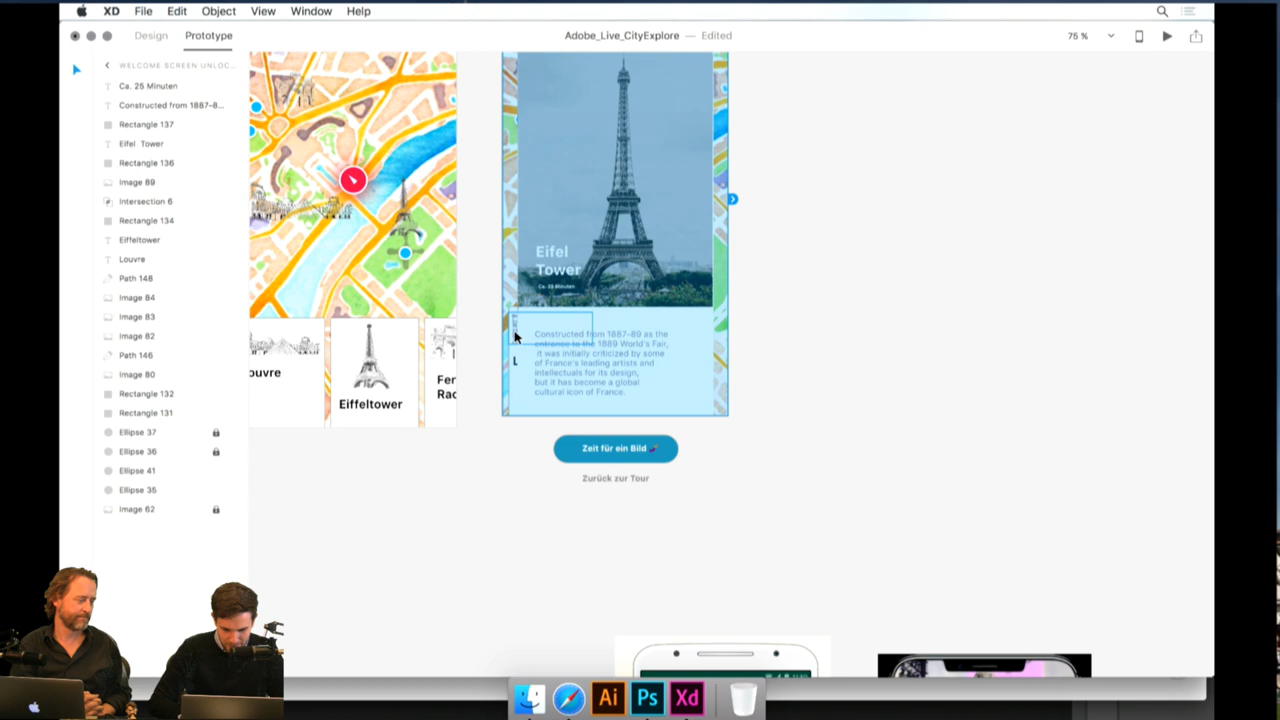 XD File Edit Object View Window Help
Design Prototype
Adobe_Live_CityExplore — Edited
75 %
WELCOME SCREEN UNLOC...
Ca. 25 Minuten
Constructed from 1887-8...
Rectangle 137
Eifel Tower
Rectangle 136
Image 89
Intersection 6
Rectangle 134
Eiffeltower
Louvre
Path 148
Image 84
Image 83
Image 82
Path 146
Image 80
Rectangle 132
Rectangle 131
Ellipse 37
Ellipse 36
Ellipse 41
Ellipse 35
Image 62
ouvre
Eiffeltower
Fer
Rac
Eifel
Tower
Ca. 25 Minuten
L
Constructed from 1887-89 as the
entrance to the 1889 World's Fair,
it was initially criticized by some
of France's leading artists and
intellectuals for its design,
but it has become a global
cultural icon of France.
Zeit für ein Bild
Zurück zur Tour
Ai Ps Xd